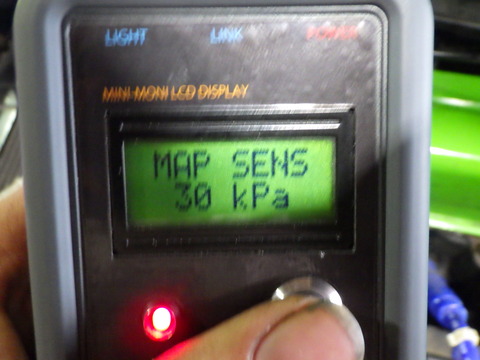 LIGHT LINK POWER
MINI MONI LCD DISPLAY
MAP SENS
30 kPa